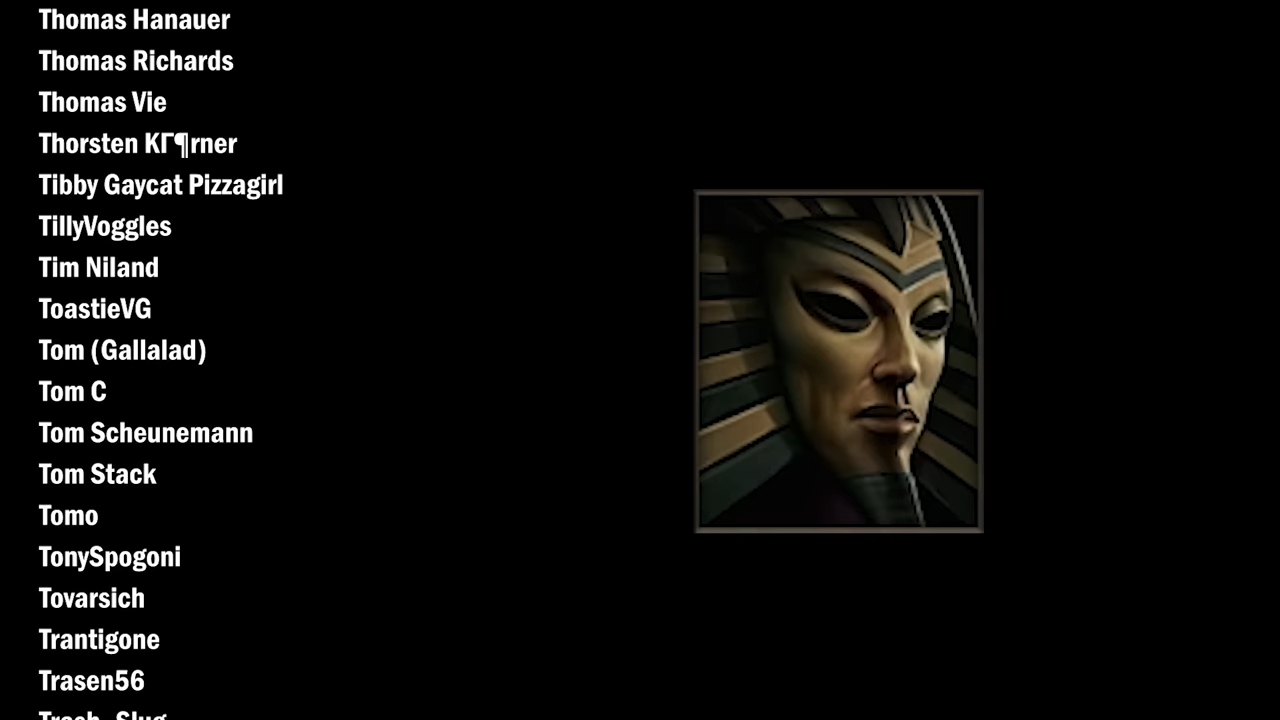 Thomas Hanauer
Thomas Richards
Thomas Vie
Thorsten KГ¶rner
Tibby Gaycat Pizzagirl
TillyVoggles
Tim Niland
ToastieVG
Tom (Gallalad)
Tom C
Tom Scheunemann
Tom Stack
Tomo
TonySpogoni
Tovarsich
Trantigone
Trasen56